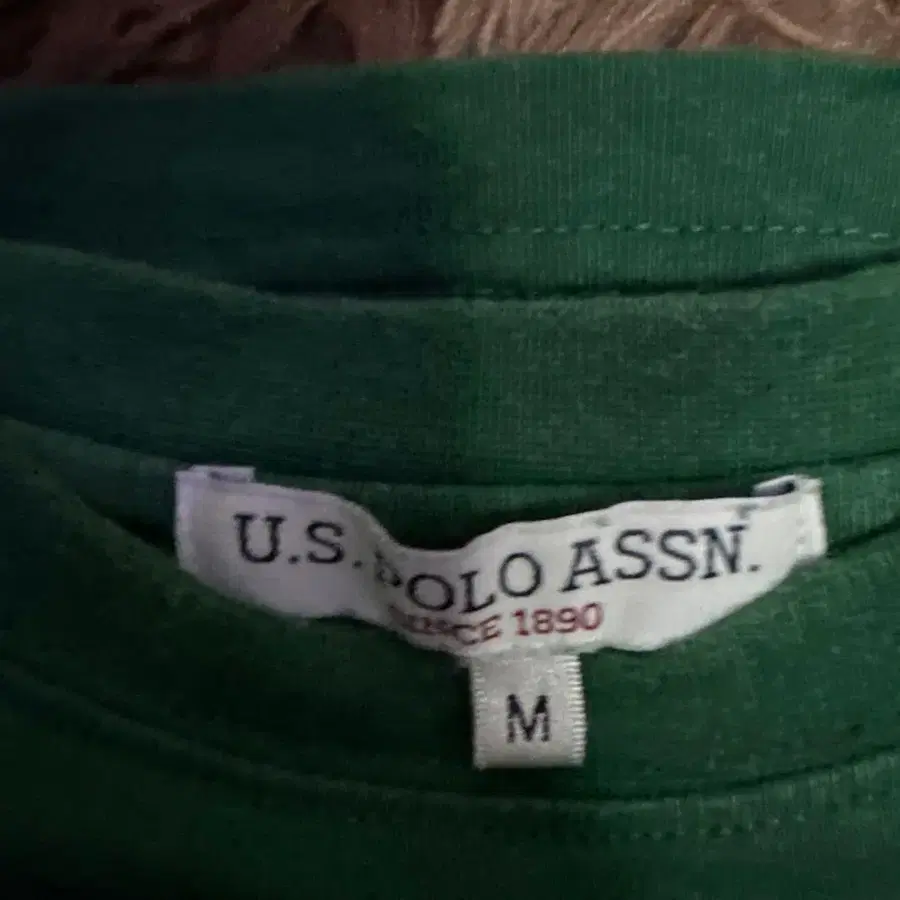 U.S. POLO ASSN.
SINCE 1890
M